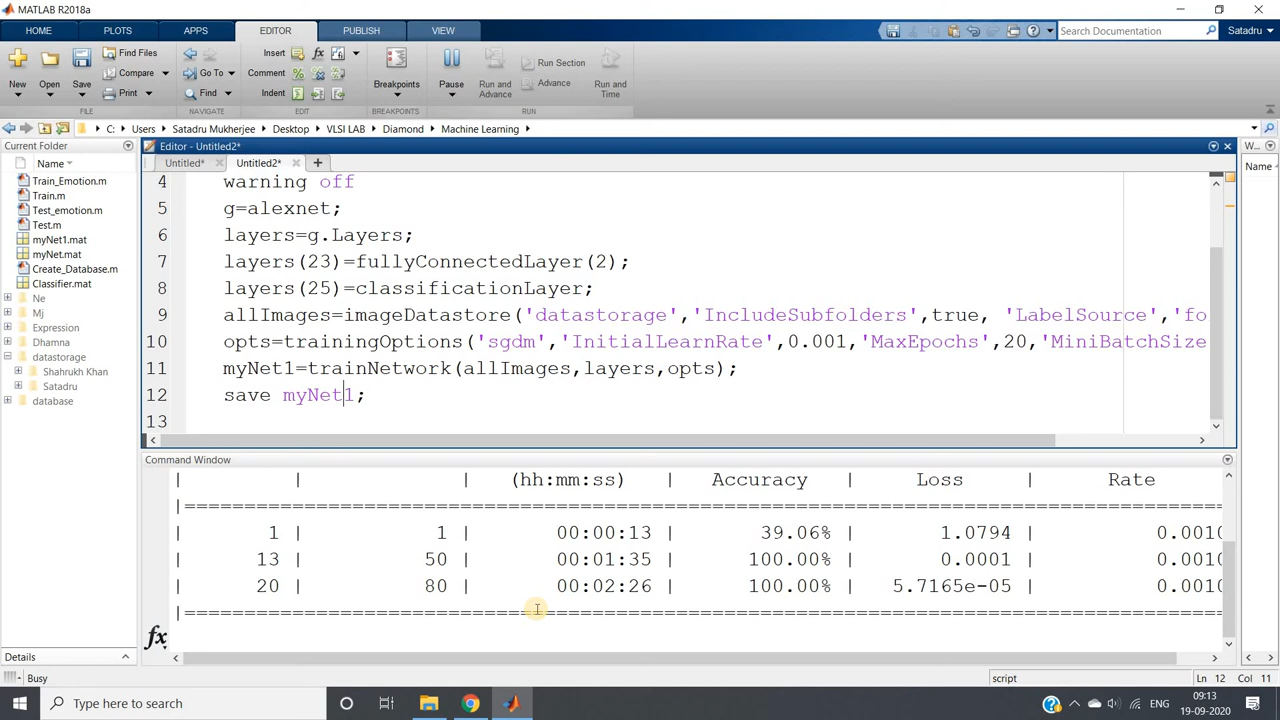 MATLAB R2018a
HOME PLOTS APPS EDITOR PUBLISH VIEW Search Documentation Satadru
New Open Save Find Files Compare Print Go To Find Insert Comment Indent Breakpoints Pause Run and Advance Run Section Advance Run and Time
FILE NAVIGATE EDIT BREAKPOINTS RUN
C: Users Satadru Mukherjee Desktop VLSI LAB Diamond Machine Learning
Current Folder
Name
Train_Emotion.m
Train.m
Test_emotion.m
Test.m
myNet1.mat
myNet.mat
Create_Database.m
Classifier.mat
Ne
Mj
Expression
Dhamna
datastorage
Shahrukh Khan
Satadru
database
Details
Editor - Untitled2*
Untitled* Untitled2*
4 warning off
5 g=alexnet;
6 layers=g.Layers;
7 layers(23)=fullyConnectedLayer(2);
8 layers(25)=classificationLayer;
9 allImages=imageDatastore('datastorage','IncludeSubfolders',true, 'LabelSource','fo
10 opts=trainingOptions('sgdm','InitialLearnRate',0.001,'MaxEpochs',20,'MiniBatchSize
11 myNet1=trainNetwork(allImages,layers,opts);
12 save myNet1;
13
Command Window
| | | (hh:mm:ss) | Accuracy | Loss | Rate
|======================================================================================
| 1 | 1 | 00:00:13 | 39.06% | 1.0794 | 0.0010
| 13 | 50 | 00:01:35 | 100.00% | 0.0001 | 0.0010
| 20 | 80 | 00:02:26 | 100.00% | 5.7165e-05 | 0.0010
|======================================================================================
fx
W...
Name
Busy script Ln 12 Col 11
Type here to search ENG 09:13
19-09-2020